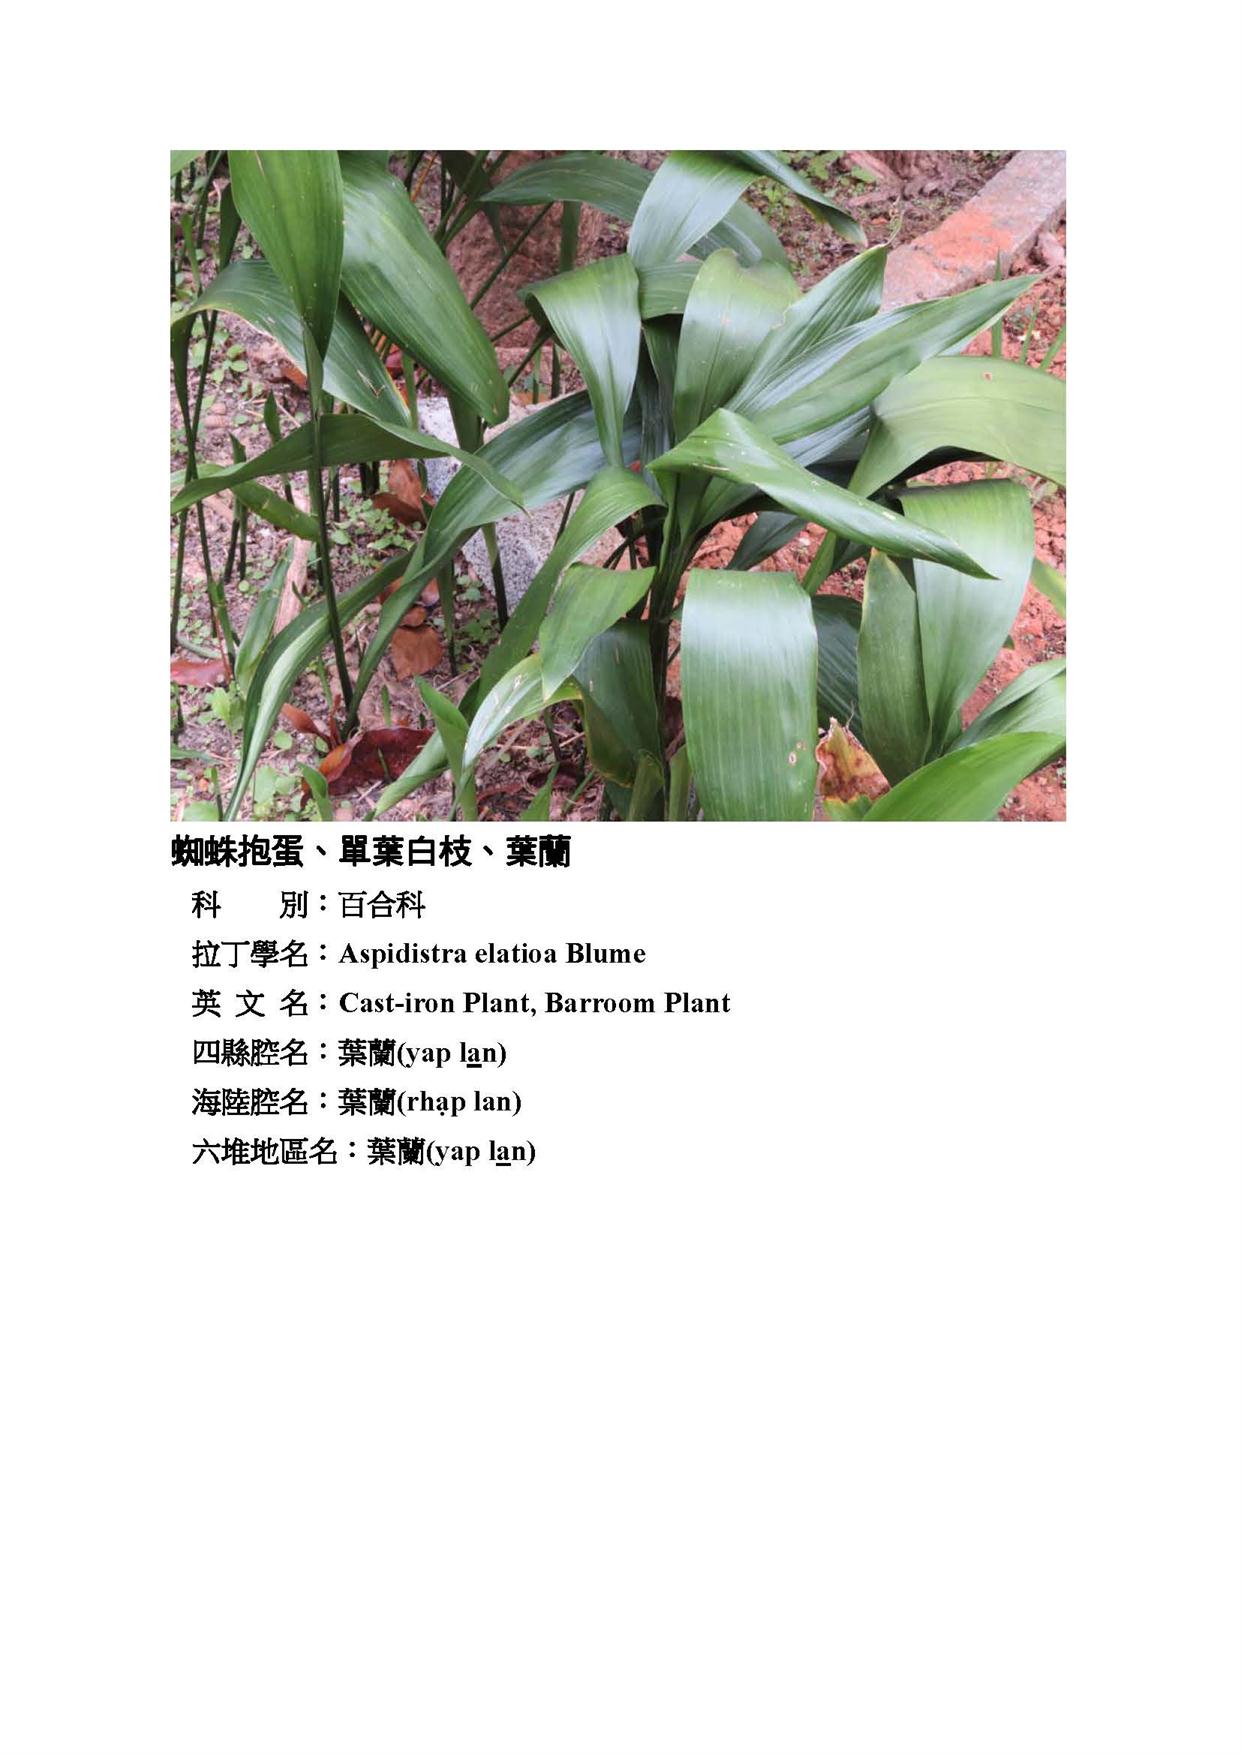 蜘蛛抱蛋、單葉白枝、葉蘭
科　　別：百合科
拉丁學名：Aspidistra elatioa Blume
英 文 名：Cast-iron Plant, Barroom Plant
四縣腔名：葉蘭(yap la̲n)
海陸腔名：葉蘭(rhạp lan)
六堆地區名：葉蘭(yap la̲n)